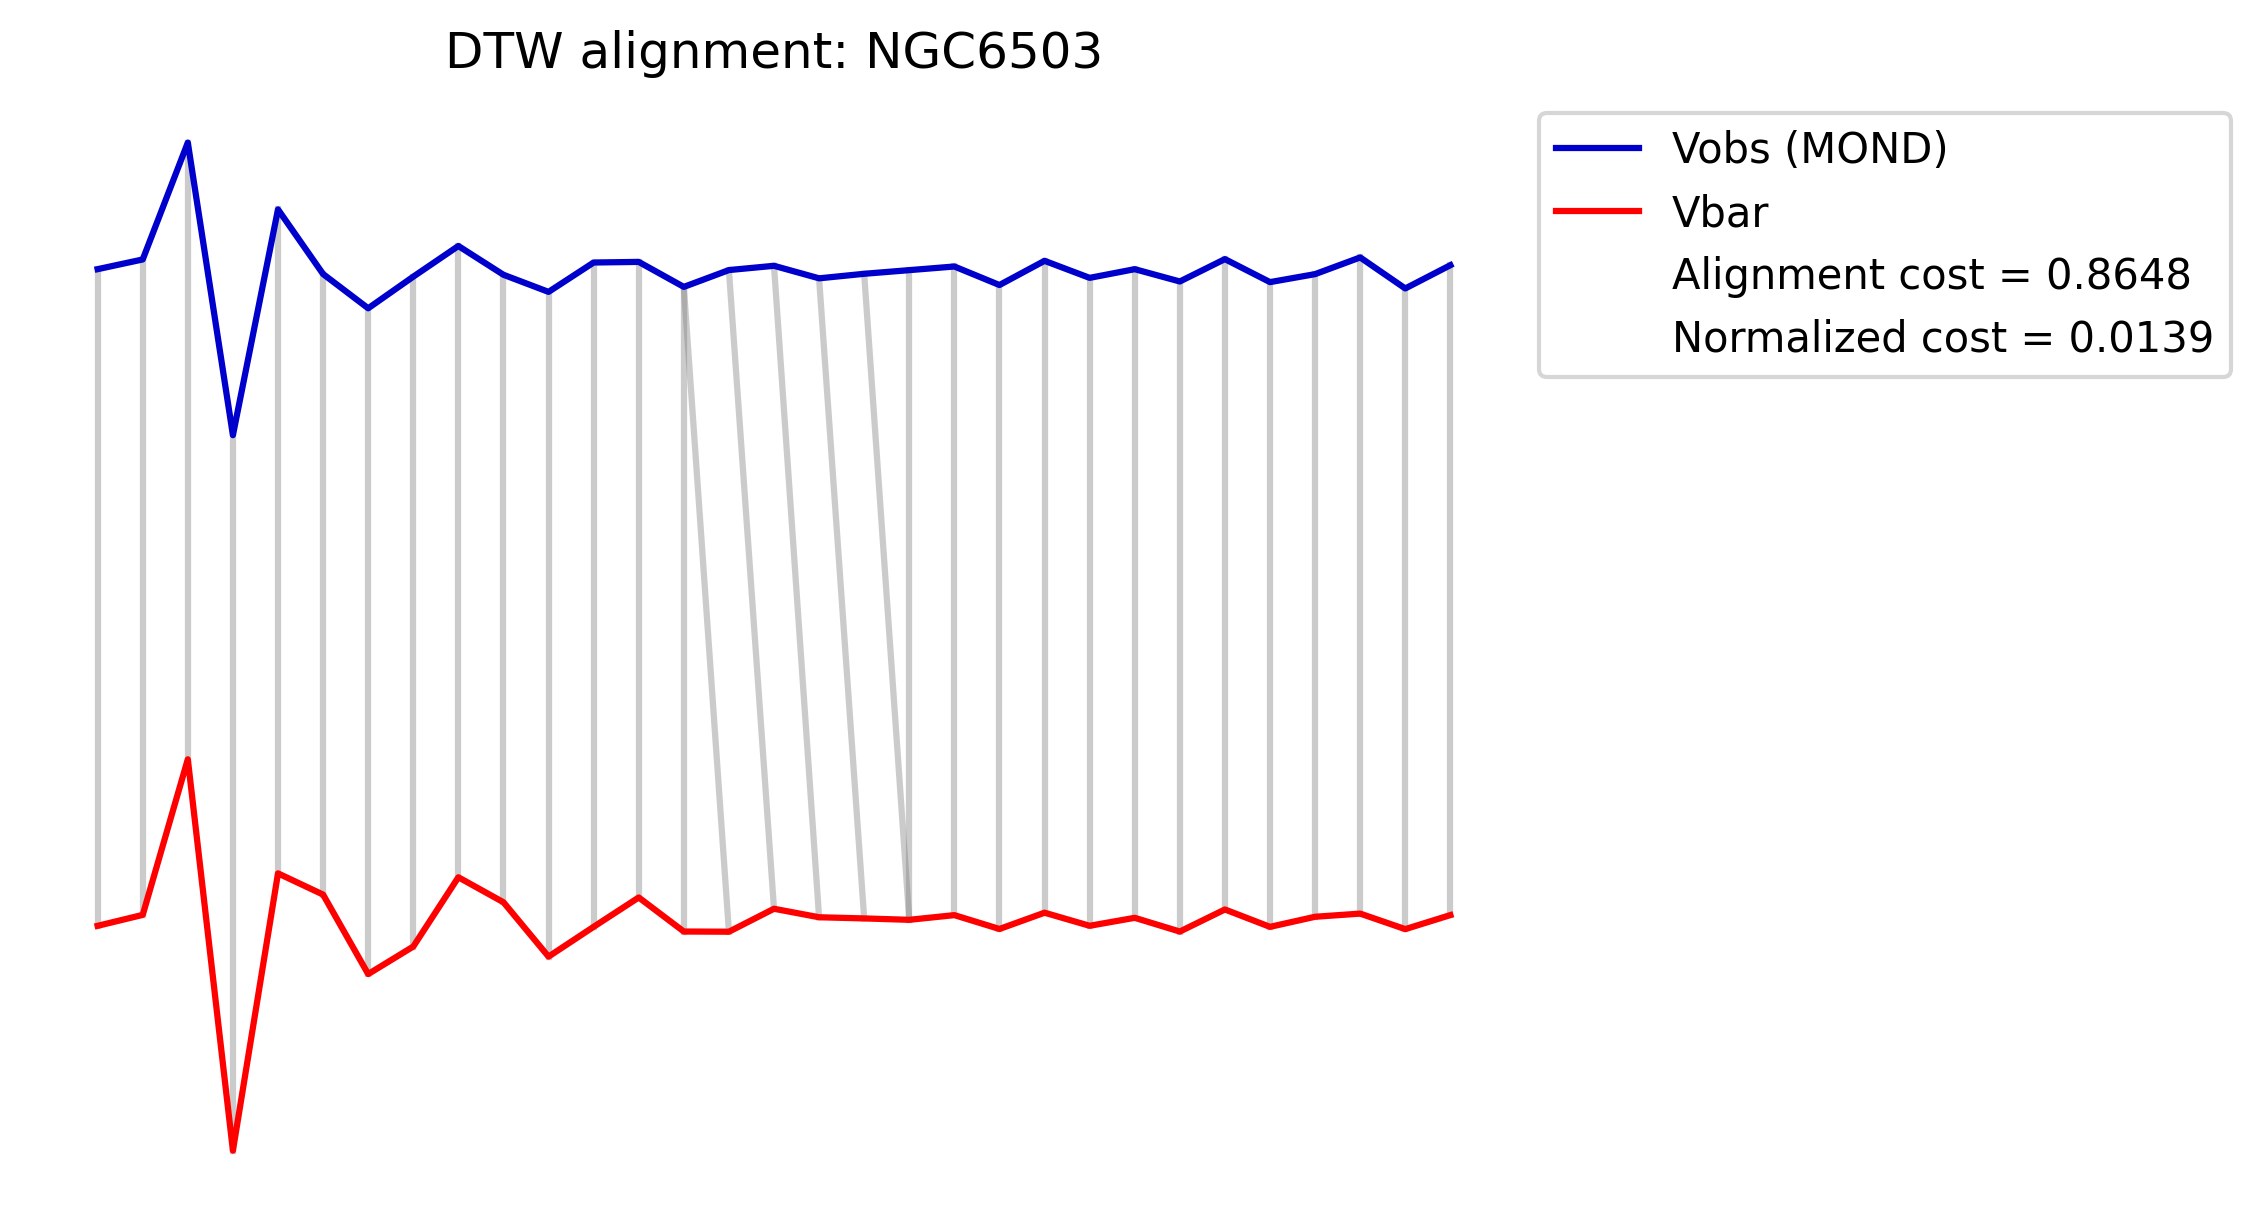 DTW alignment: NGC6503
Vobs (MOND)
Vbar
Alignment cost = 0.8648
Normalized cost = 0.0139